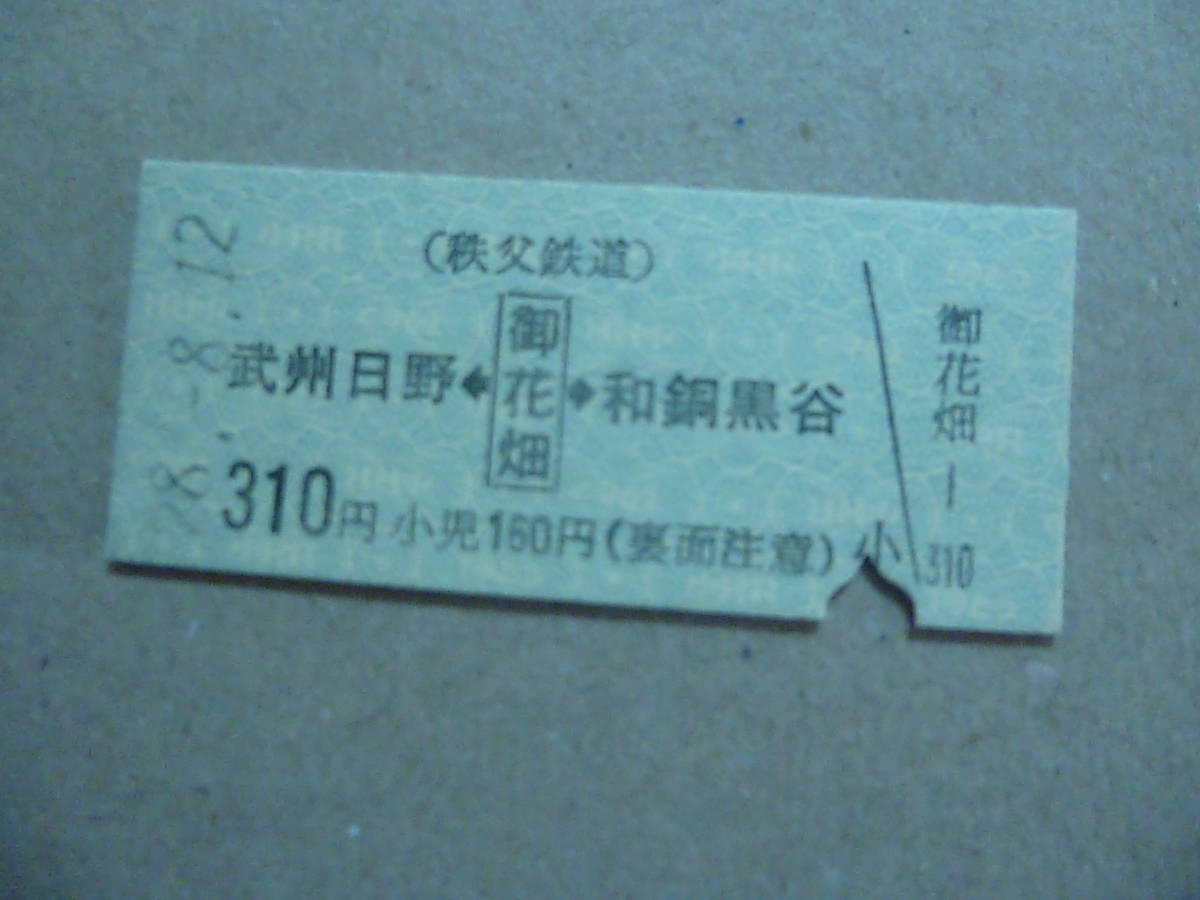 (秩父鉄道)
武州日野←御花畑→和銅黒谷
310円 小児160円(裏面注意)
小
御花畑―310
-8.12